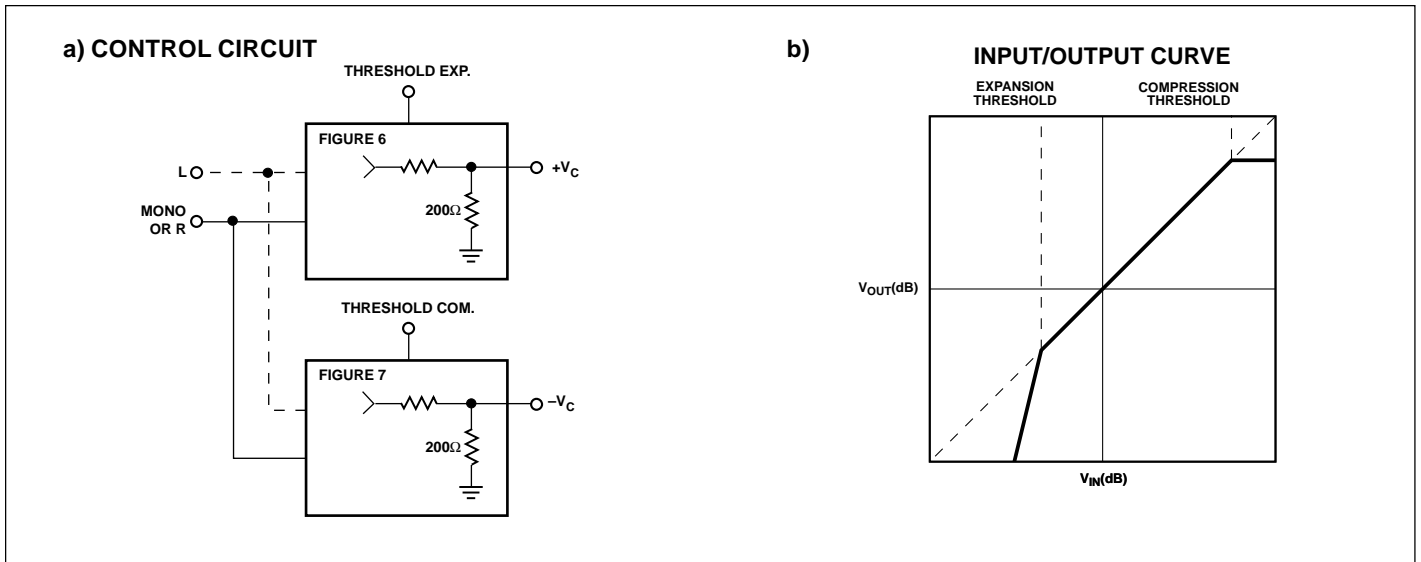 a) CONTROL CIRCUIT
THRESHOLD EXP.
FIGURE 6
L
+VC
MONO
OR R
200Ω
THRESHOLD COM.
FIGURE 7
–VC
200Ω
b)
INPUT/OUTPUT CURVE
EXPANSION
THRESHOLD
COMPRESSION
THRESHOLD
VOUT(dB)
VIN(dB)